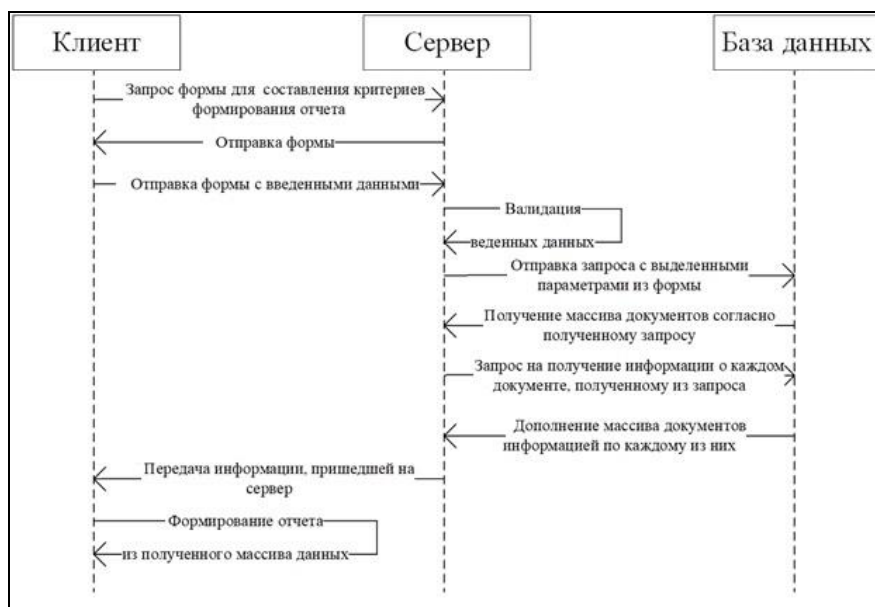 Клиент
Сервер
База данных
Запрос формы для составления критериев
формирования отчета
Отправка формы
Отправка формы с введенными данными
Валидация
веденных данных
Отправка запроса с выделенными
параметрами из формы
Получение массива документов согласно
полученному запросу
Запрос на получение информации о каждом
документе, полученному из запроса
Дополнение массива документов
информацией по каждому из них
Передача информации, пришедшей на
сервер
Формирование отчета
из полученного массива данных